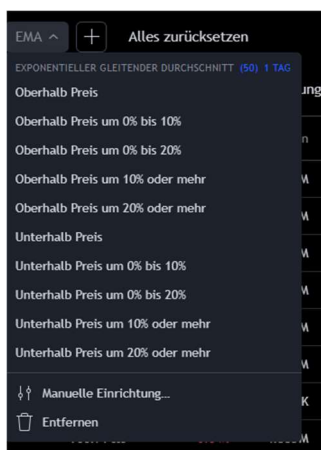 EMA
Alles zurücksetzen
EXPONENTIELLER GLEITENDER DURCHSCHNITT (50) 1 TAG
Oberhalb Preis
Oberhalb Preis um 0% bis 10%
Oberhalb Preis um 0% bis 20%
Oberhalb Preis um 10% oder mehr
Oberhalb Preis um 20% oder mehr
Unterhalb Preis
Unterhalb Preis um 0% bis 10%
Unterhalb Preis um 0% bis 20%
Unterhalb Preis um 10% oder mehr
Unterhalb Preis um 20% oder mehr
Manuelle Einrichtung...
Entfernen